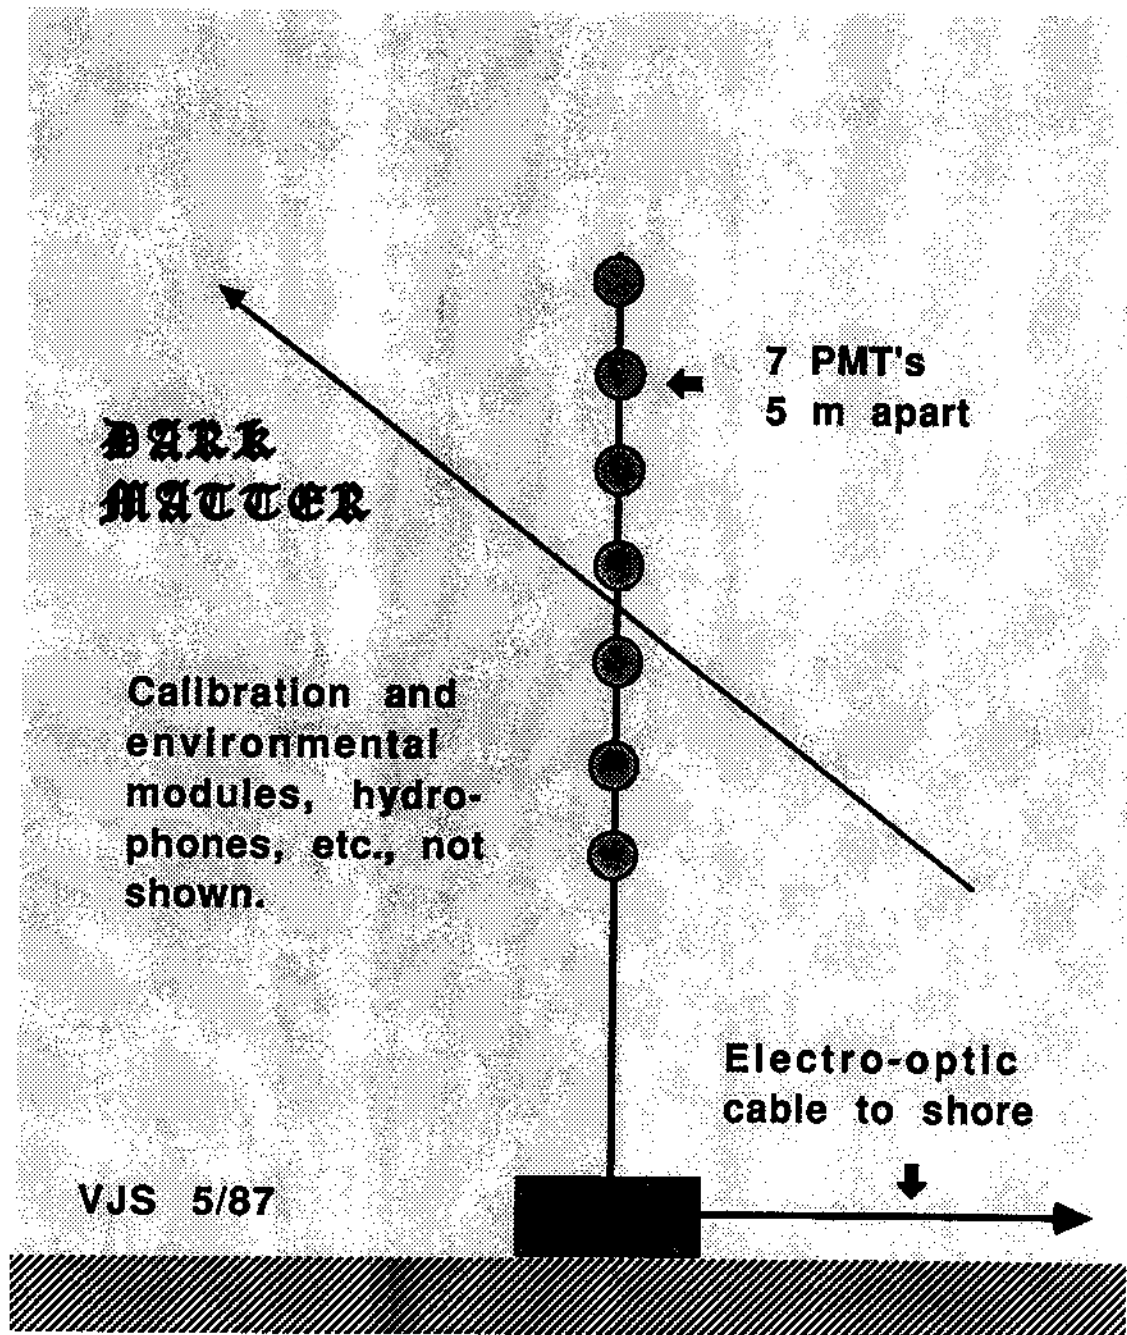 7 PMT's
5 m apart
DARK
MATTER
Calibration and
environmental
modules, hydro-
phones, etc., not
shown.
Electro-optic
cable to shore
VJS 5/87